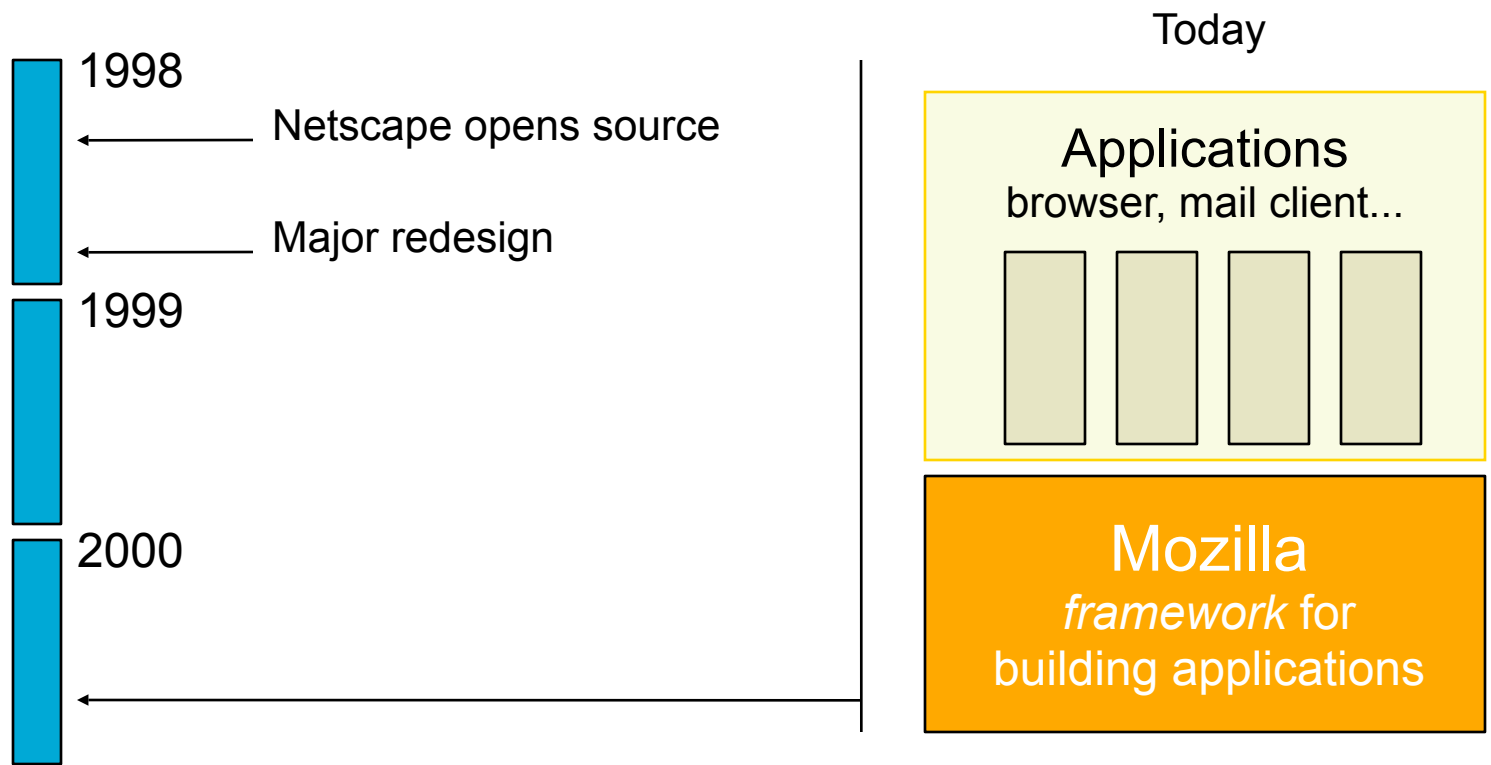 1998
Netscape opens source
Major redesign
1999
2000
Today
Applications
browser, mail client...
Mozilla
framework for
building applications